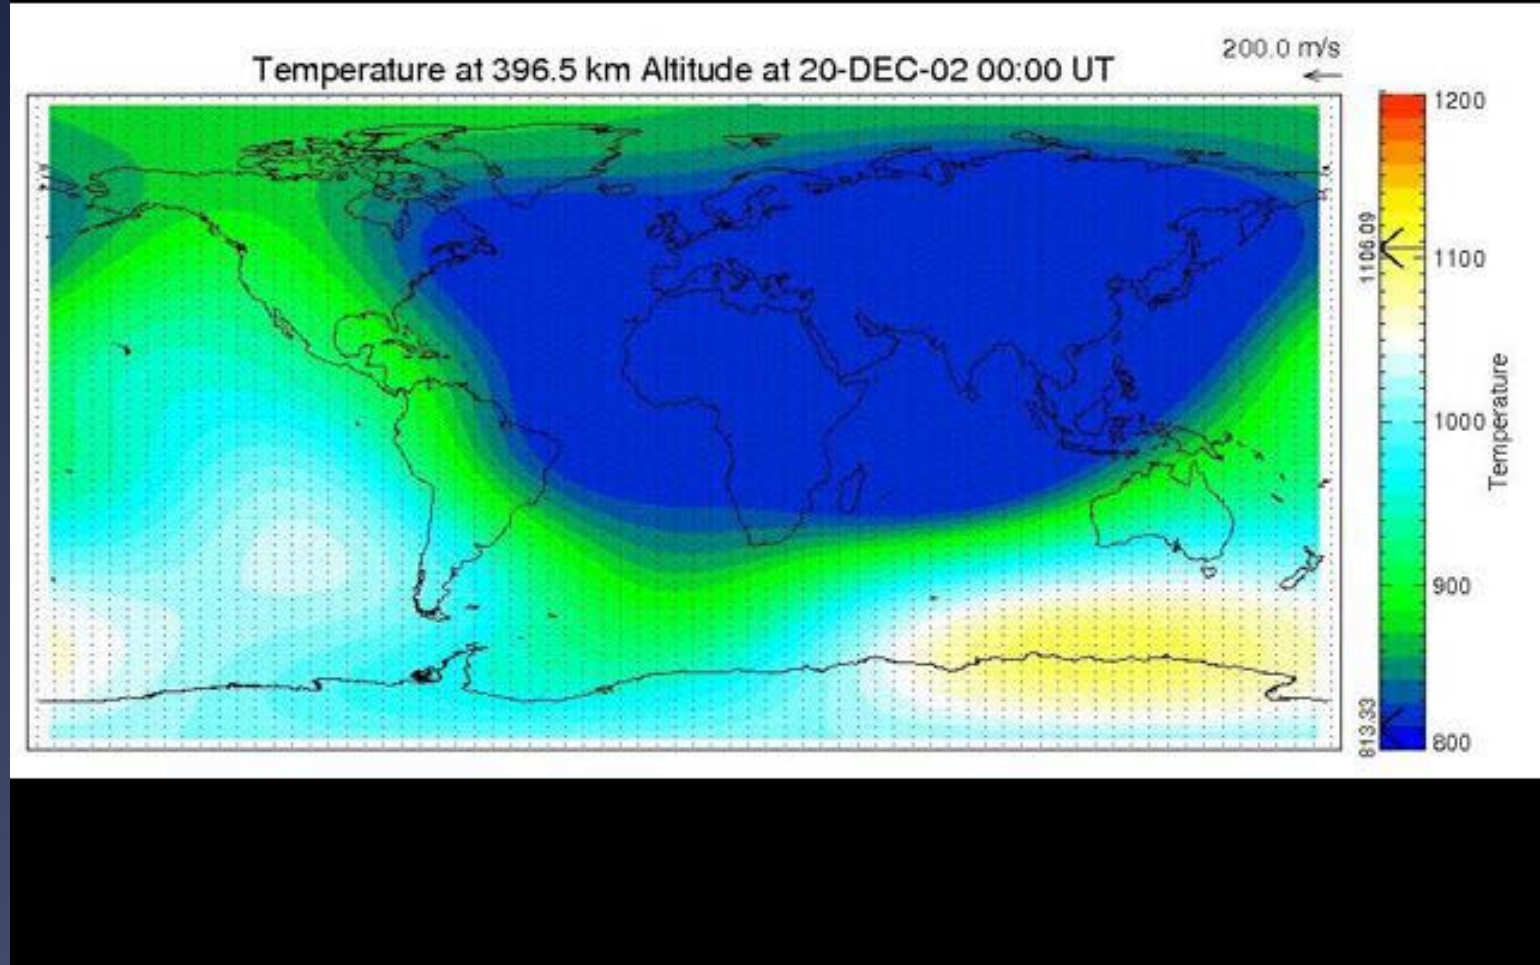 200.0 m/s
Temperature at 396.5 km Altitude at 20-DEC-02 00:00 UT
1200
1106.09
1100
Temperature
1000
900
813.33
800